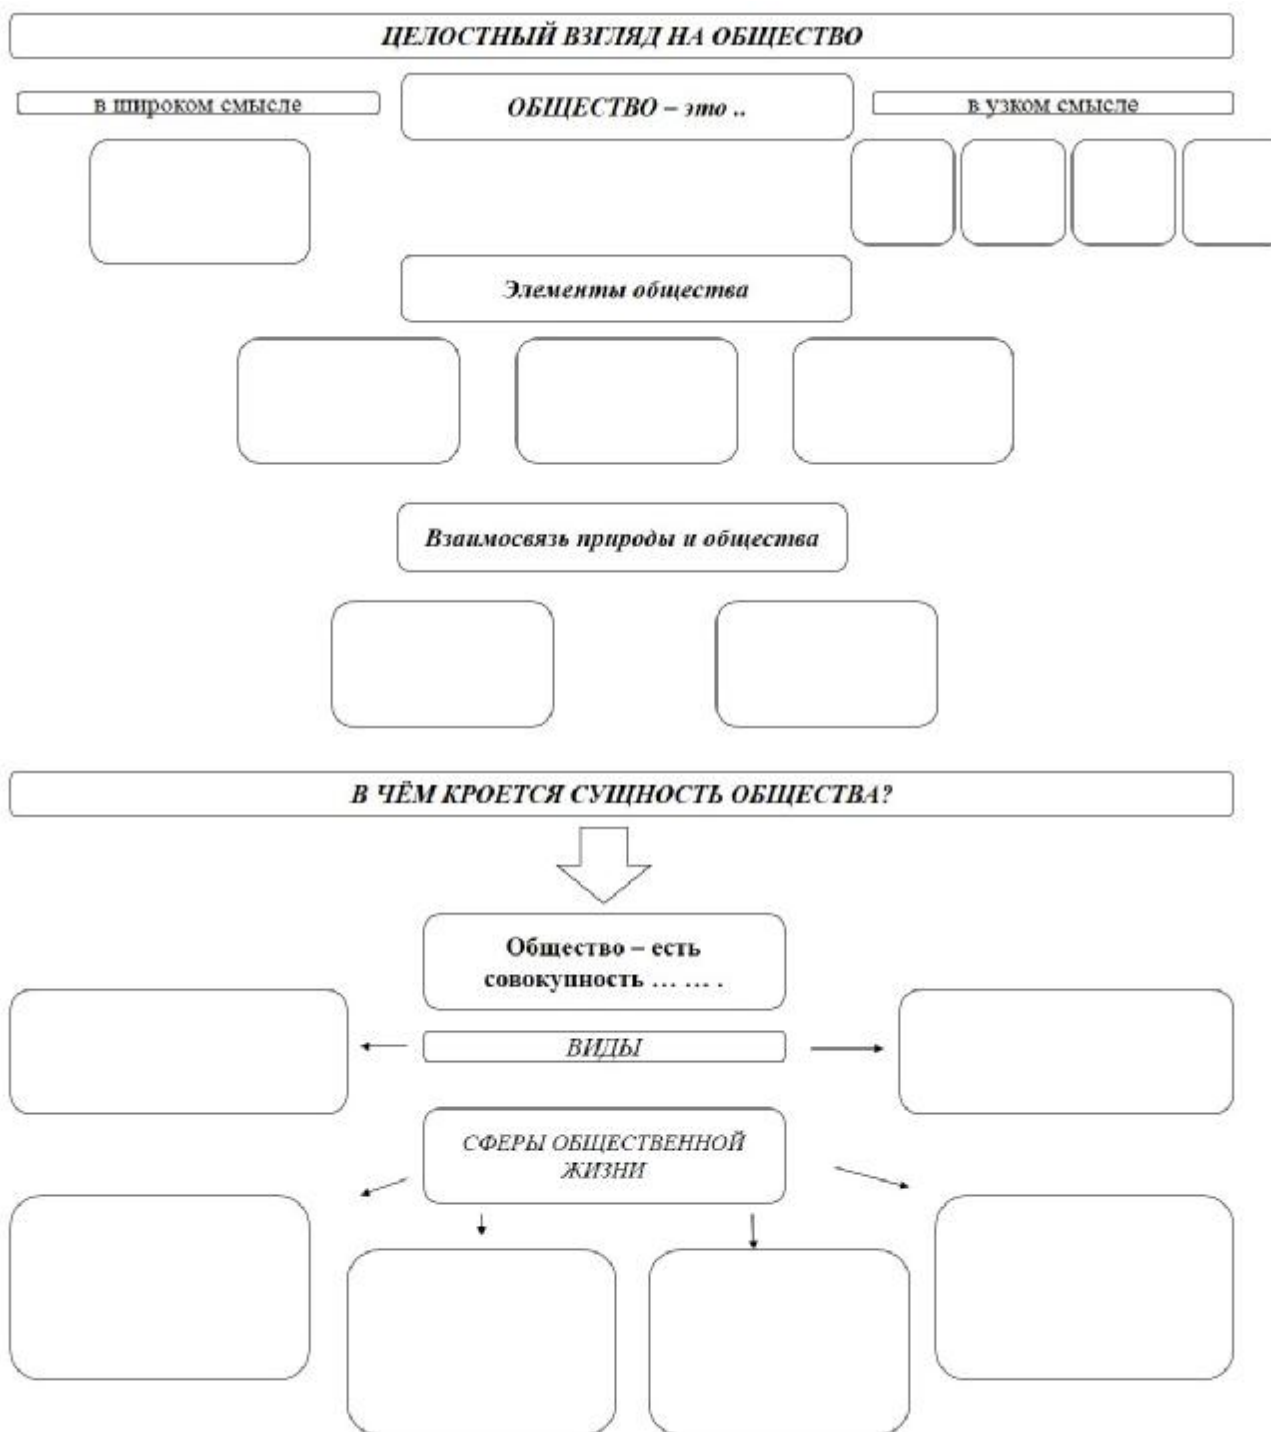 ЦЕЛОСТНЫЙ ВЗГЛЯД НА ОБЩЕСТВО
в широком смысле
ОБЩЕСТВО – это ..
в узком смысле
Элементы общества
Взаимосвязь природы и общества
В ЧЁМ КРОЕТСЯ СУЩНОСТЬ ОБЩЕСТВА?
Общество – есть
совокупность … … .
ВИДЫ
СФЕРЫ ОБЩЕСТВЕННОЙ
ЖИЗНИ